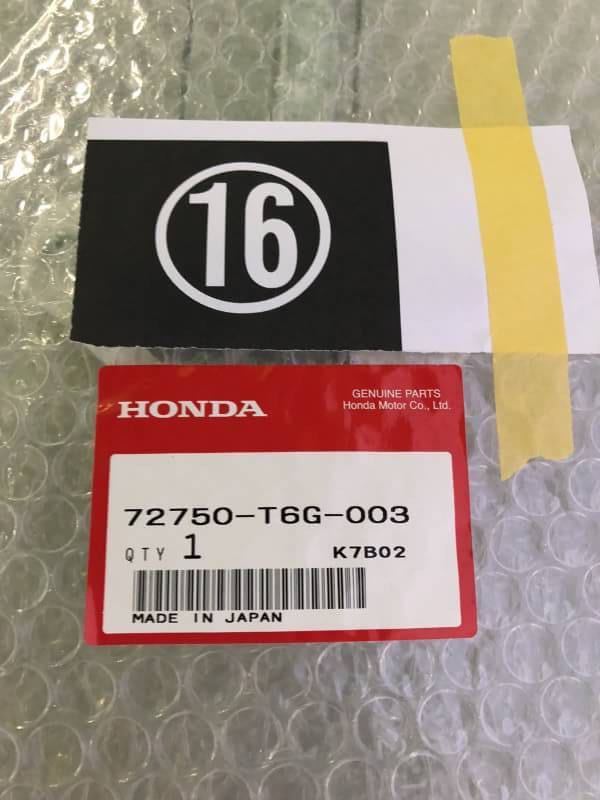 16
HONDA
GENUINE PARTS
Honda Motor Co., Ltd.
72750-T6G-003
QTY 1 K7B02
MADE IN JAPAN